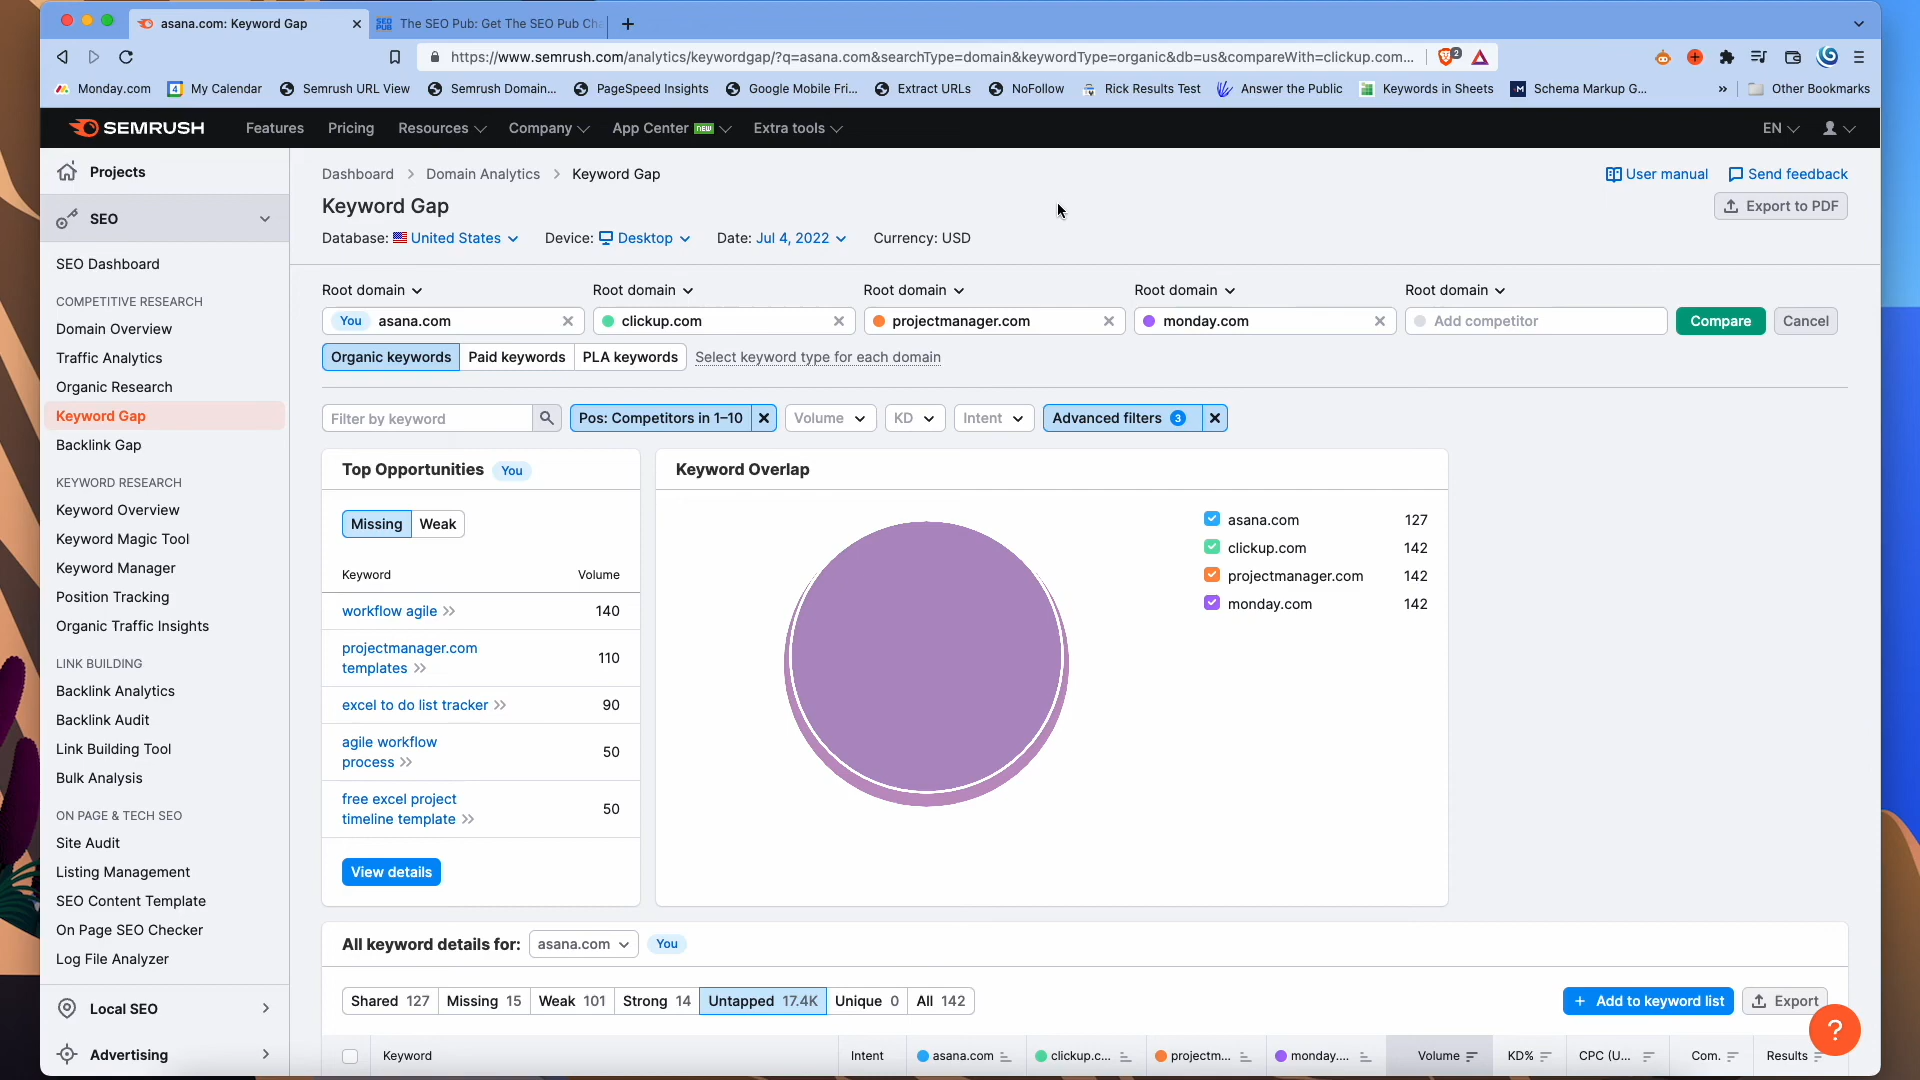 asana.com: Keyword Gap
The SEO Pub: Get The SEO Pub Ch
https://www.semrush.com/analytics/keywordgap/?q=asana.com&searchType=domain&keywordType=organic&db=us&compareWith=clickup.com...
2
Monday.com
4
My Calendar
Semrush URL View
Semrush Domain...
PageSpeed Insights
Google Mobile Fri...
Extract URLs
NoFollow
Rich Results Test
Answer the Public
Keywords in Sheets
Schema Markup G...
Other Bookmarks
SEMRUSH
Features
Pricing
Resources
Company
App Center NEW
Extra tools
EN
Projects
SEO
SEO Dashboard
COMPETITIVE RESEARCH
Domain Overview
Traffic Analytics
Organic Research
Keyword Gap
Backlink Gap
KEYWORD RESEARCH
Keyword Overview
Keyword Magic Tool
Keyword Manager
Position Tracking
Organic Traffic Insights
LINK BUILDING
Backlink Analytics
Backlink Audit
Link Building Tool
Bulk Analysis
ON PAGE & TECH SEO
Site Audit
Listing Management
SEO Content Template
On Page SEO Checker
Log File Analyzer
Local SEO
Advertising
Dashboard > Domain Analytics > Keyword Gap
User manual
Send feedback
Keyword Gap
Export to PDF
Database: United States
Device: Desktop
Date: Jul 4, 2022
Currency: USD
Root domain
Root domain
Root domain
Root domain
Root domain
You asana.com
clickup.com
projectmanager.com
monday.com
Add competitor
Compare
Cancel
Organic keywords
Paid keywords
PLA keywords
Select keyword type for each domain
Filter by keyword
Pos: Competitors in 1–10
Volume
KD
Intent
Advanced filters 3
Top Opportunities You
Missing
Weak
Keyword Volume
workflow agile 140
projectmanager.com
templates 110
excel to do list tracker 90
agile workflow
process 50
free excel project
timeline template 50
View details
Keyword Overlap
asana.com 127
clickup.com 142
projectmanager.com 142
monday.com 142
All keyword details for: asana.com You
Shared 127
Missing 15
Weak 101
Strong 14
Untapped 17.4K
Unique 0
All 142
+ Add to keyword list
Export
?
Keyword
Intent
asana.com
clickup.c...
projectm...
monday....
Volume
KD%
CPC (U...
Com.
Results